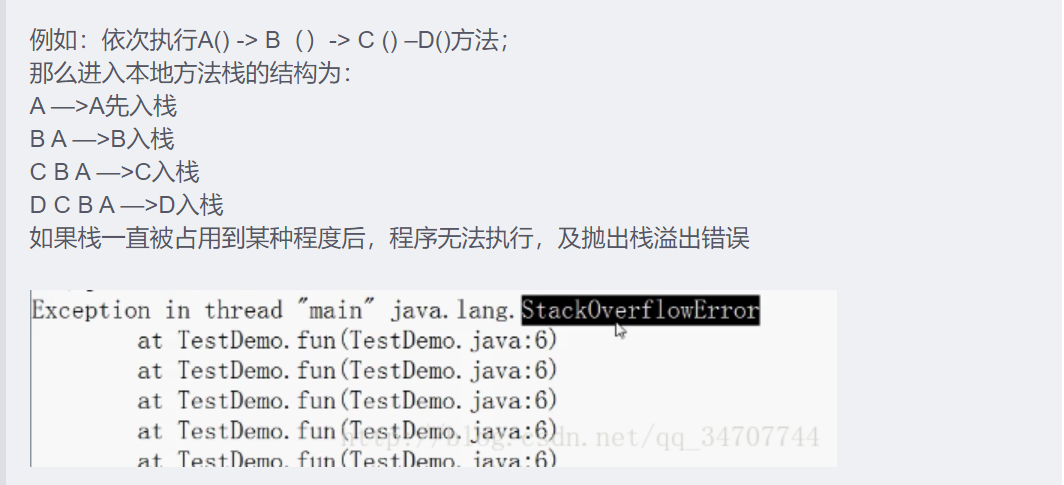 例如：依次执行A() -> B（）-> C () –D()方法；
那么进入本地方法栈的结构为：
A —>A先入栈
B A —>B入栈
C B A —>C入栈
D C B A —>D入栈
如果栈一直被占用到某种程度后，程序无法执行，及抛出栈溢出错误
Exception in thread "main" java.lang.StackOverflowError
at TestDemo.fun(TestDemo.java:6)
at TestDemo.fun(TestDemo.java:6)
at TestDemo.fun(TestDemo.java:6)
at TestDemo.fun(TestDemo.java:6)
http://blog.csdn.net/qq_34707744
at TestDemo.fun(TestDemo.java:6)